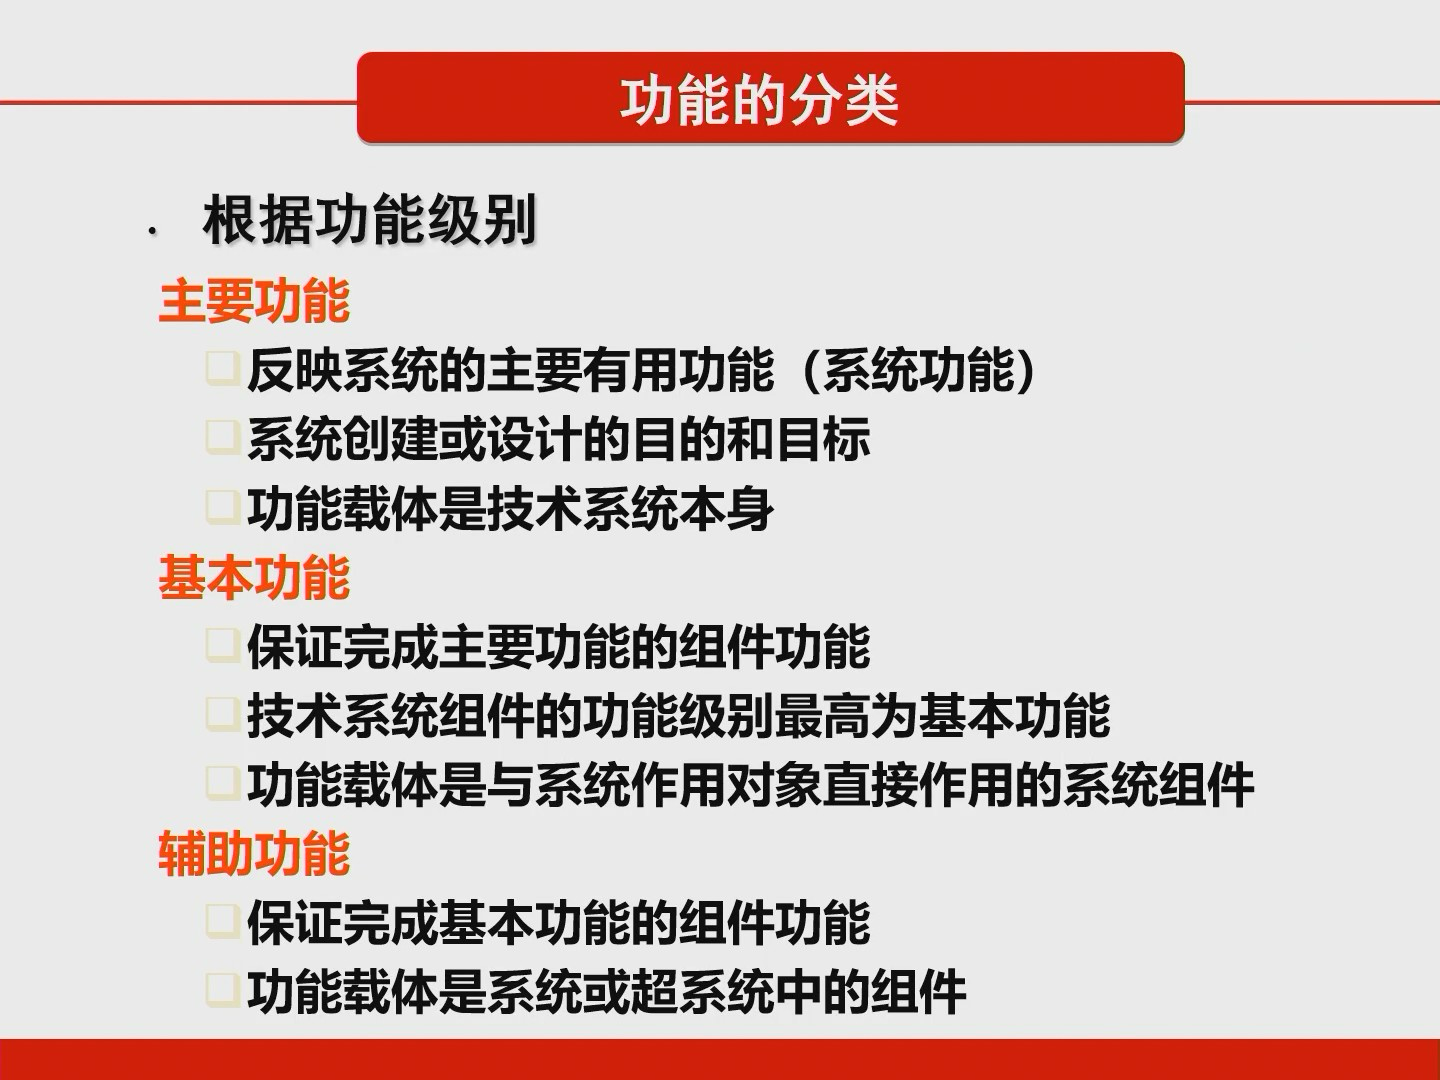 功能的分类
· 根据功能级别
主要功能
❑反映系统的主要有用功能（系统功能）
❑系统创建或设计的目的和目标
❑功能载体是技术系统本身
基本功能
❑保证完成主要功能的组件功能
❑技术系统组件的功能级别最高为基本功能
❑功能载体是与系统作用对象直接作用的系统组件
辅助功能
❑保证完成基本功能的组件功能
❑功能载体是系统或超系统中的组件